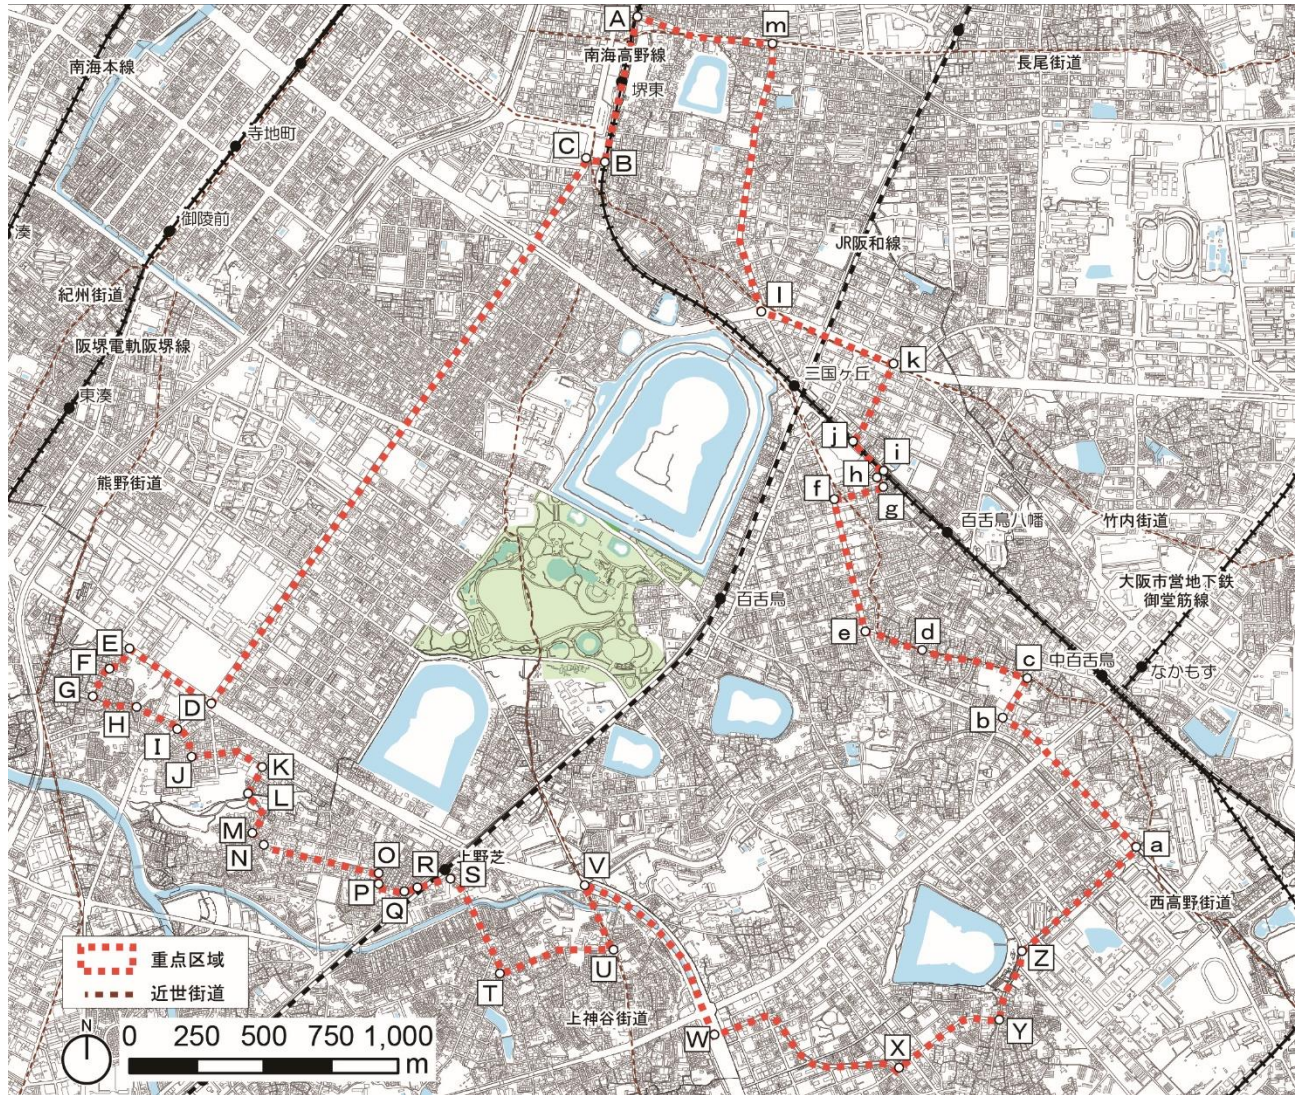 A
m
南海本線
南海高野線
長尾街道
堺東
寺地町
C
B
御陵前
湊
JR阪和線
紀州街道
l
阪堺電軌阪堺線
k
三国ヶ丘
東湊
j
i
熊野街道
h
f
g
百舌鳥八幡
竹内街道
大阪市営地下鉄
御堂筋線
百舌鳥
e
d
E
中百舌鳥
なかもず
F
c
G
D
H
b
I
J
K
L
M
N
a
上野芝
O
R
S
V
P
Q
西高野街道
重点区域
Z
U
T
近世街道
上神谷街道
N
W
Y
X
0 250 500 750 1,000
m